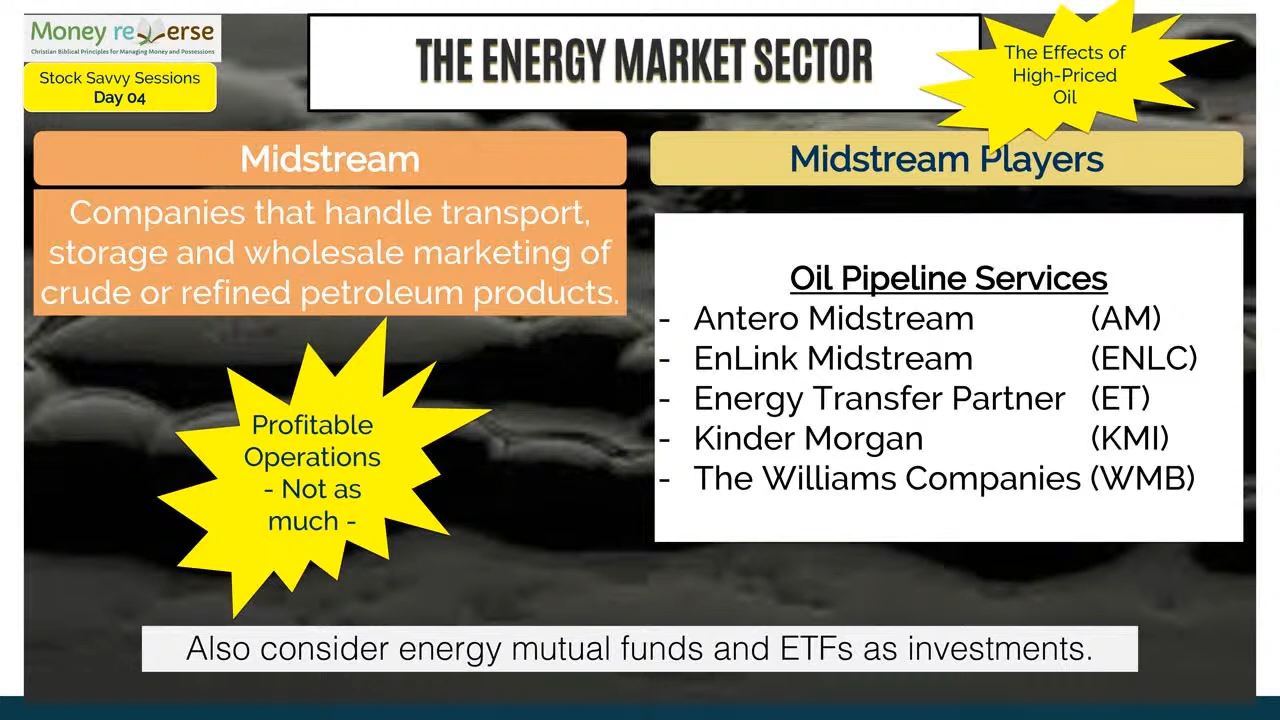 Money reverse
Christian Biblical Principles for Managing Money and Possessions
Stock Savvy Sessions
Day 04
THE ENERGY MARKET SECTOR
The Effects of
High-Priced
Oil
Midstream
Companies that handle transport,
storage and wholesale marketing of
crude or refined petroleum products.
Profitable
Operations
- Not as
much -
Midstream Players
Oil Pipeline Services
- Antero Midstream (AM)
- EnLink Midstream (ENLC)
- Energy Transfer Partner (ET)
- Kinder Morgan (KMI)
- The Williams Companies (WMB)
Also consider energy mutual funds and ETFs as investments.